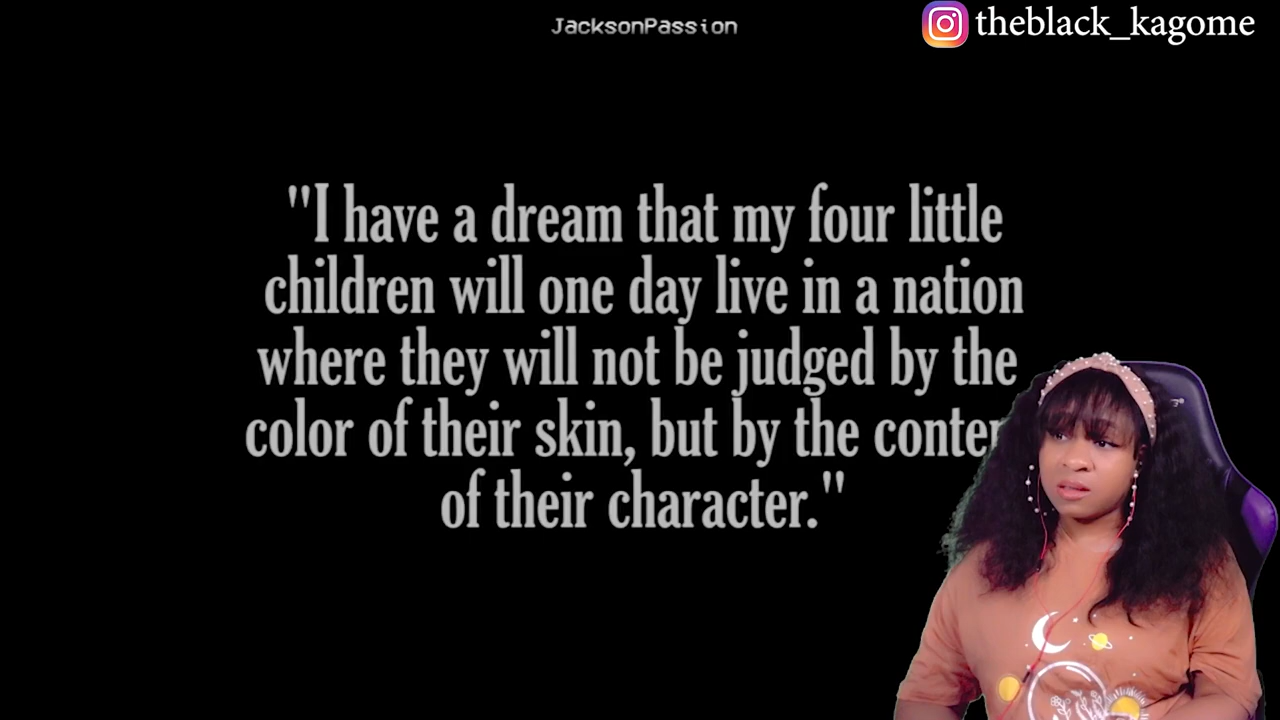 JacksonPassion
theblack_kagome
"I have a dream that my four little
children will one day live in a nation
where they will not be judged by the
color of their skin, but by the conten
of their character."